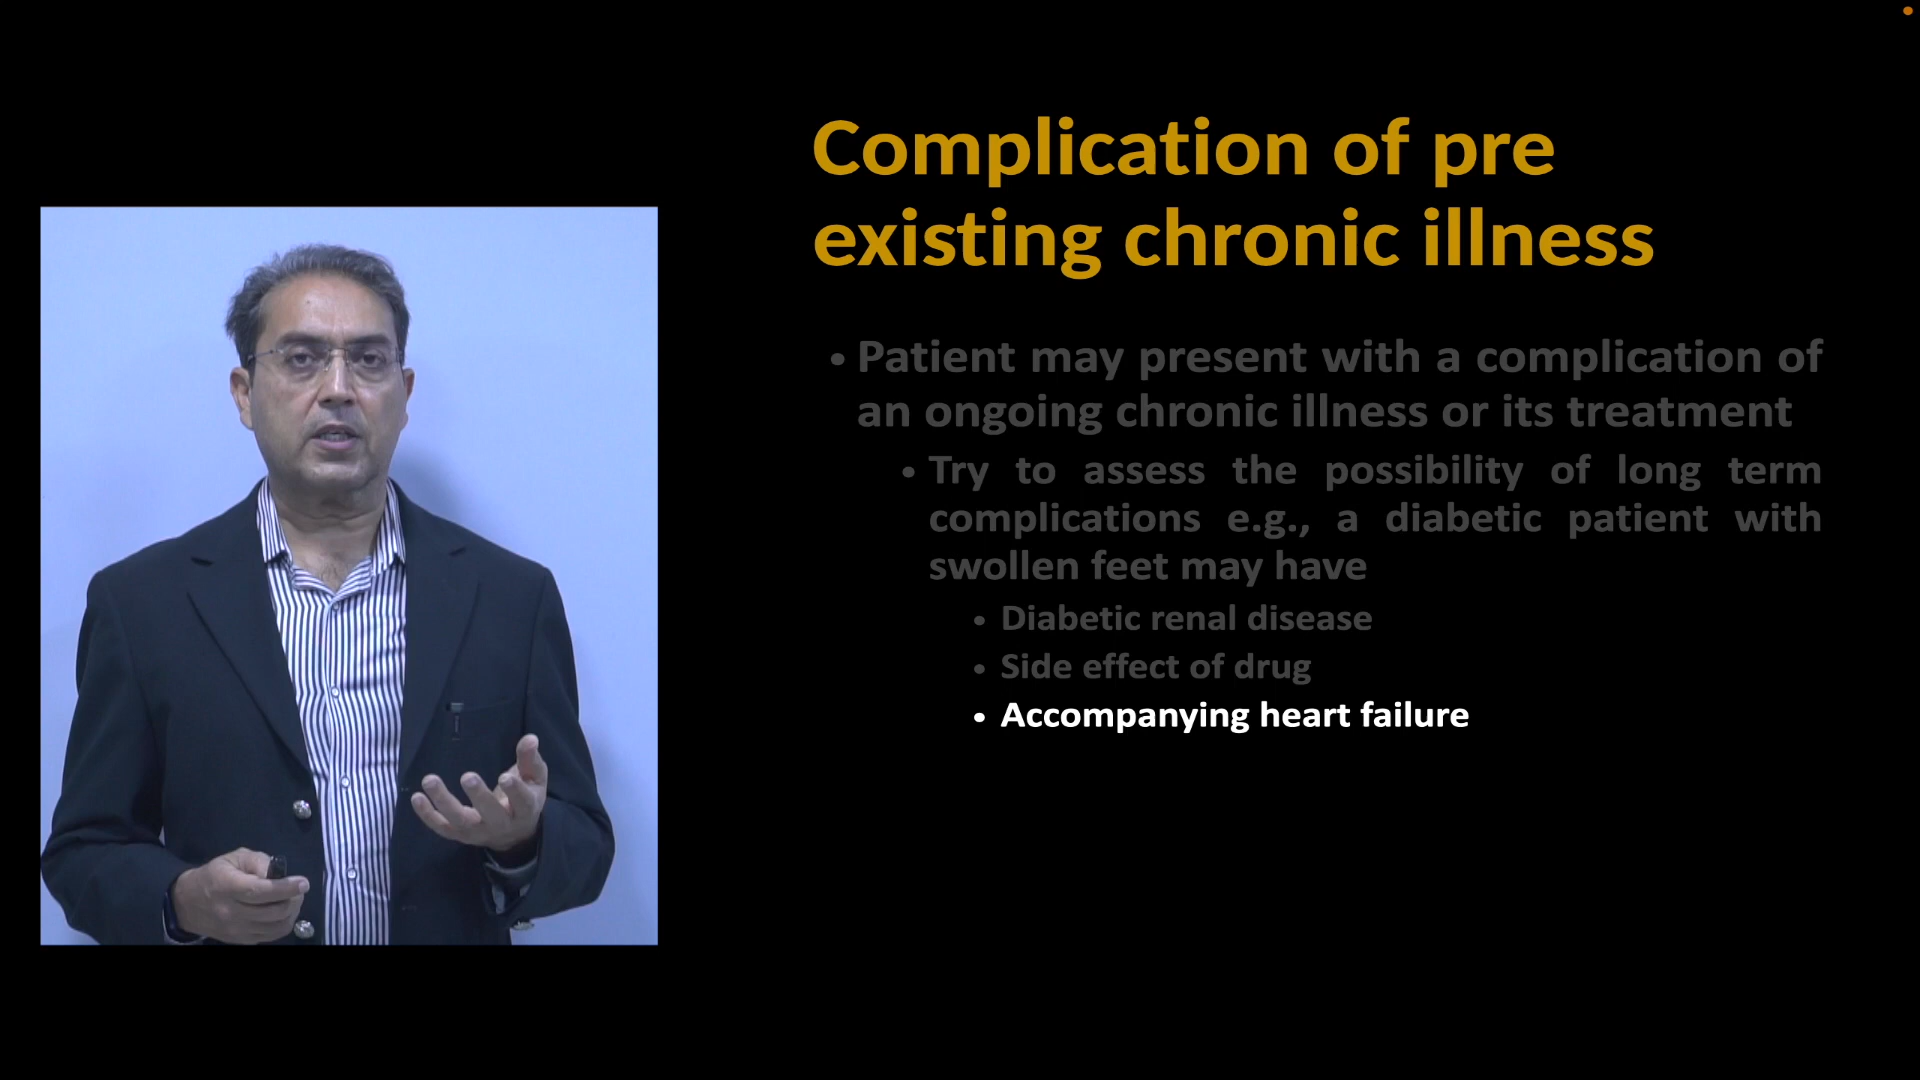 Complication of pre
existing chronic illness
• Patient may present with a complication of
an ongoing chronic illness or its treatment
• Try to assess the possibility of long term
complications e.g., a diabetic patient with
swollen feet may have
• Diabetic renal disease
• Side effect of drug
• Accompanying heart failure